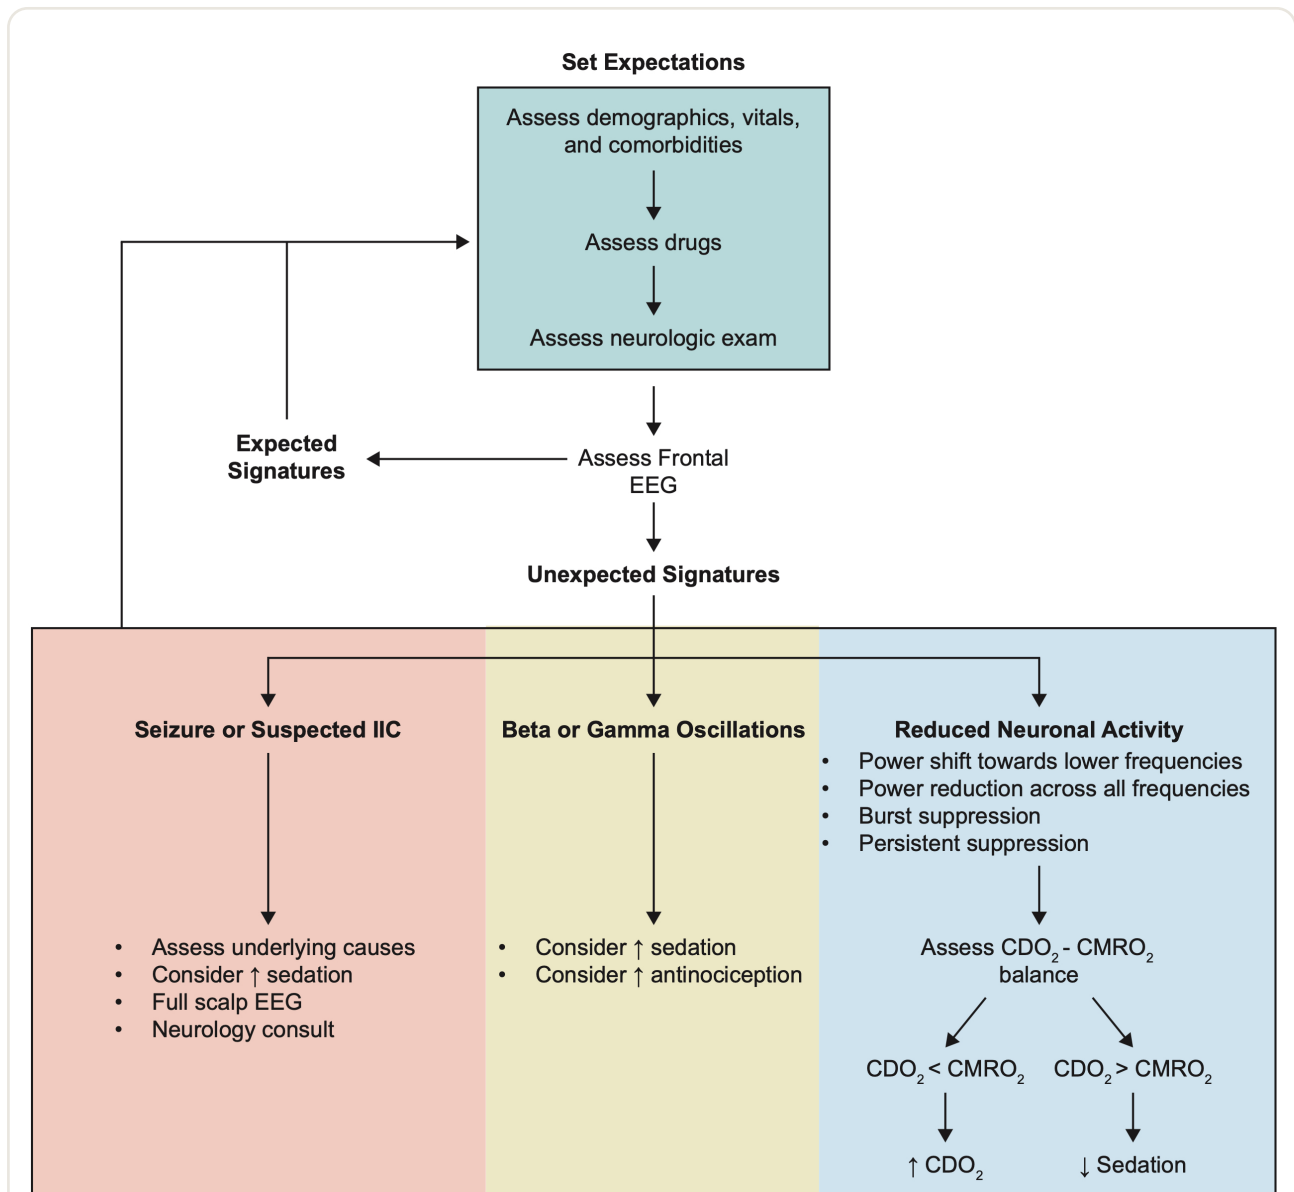 Set Expectations
Assess demographics, vitals,
and comorbidities
Assess drugs
Assess neurologic exam
Assess Frontal
EEG
Expected
Signatures
Unexpected Signatures
Seizure or Suspected IIC
• Assess underlying causes
• Consider ↑ sedation
• Full scalp EEG
• Neurology consult
Beta or Gamma Oscillations
• Consider ↑ sedation
• Consider ↑ antinociception
Reduced Neuronal Activity
• Power shift towards lower frequencies
• Power reduction across all frequencies
• Burst suppression
• Persistent suppression
Assess CDO₂ - CMRO₂
balance
CDO₂ < CMRO₂
↑ CDO₂
CDO₂ > CMRO₂
↓ Sedation